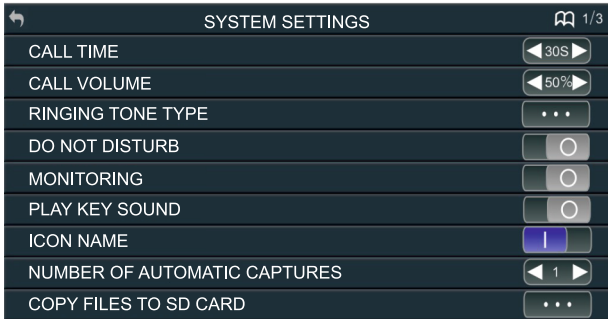 SYSTEM SETTINGS 1/3
CALL TIME 30S
CALL VOLUME 50%
RINGING TONE TYPE
DO NOT DISTURB
MONITORING
PLAY KEY SOUND
ICON NAME
NUMBER OF AUTOMATIC CAPTURES 1
COPY FILES TO SD CARD